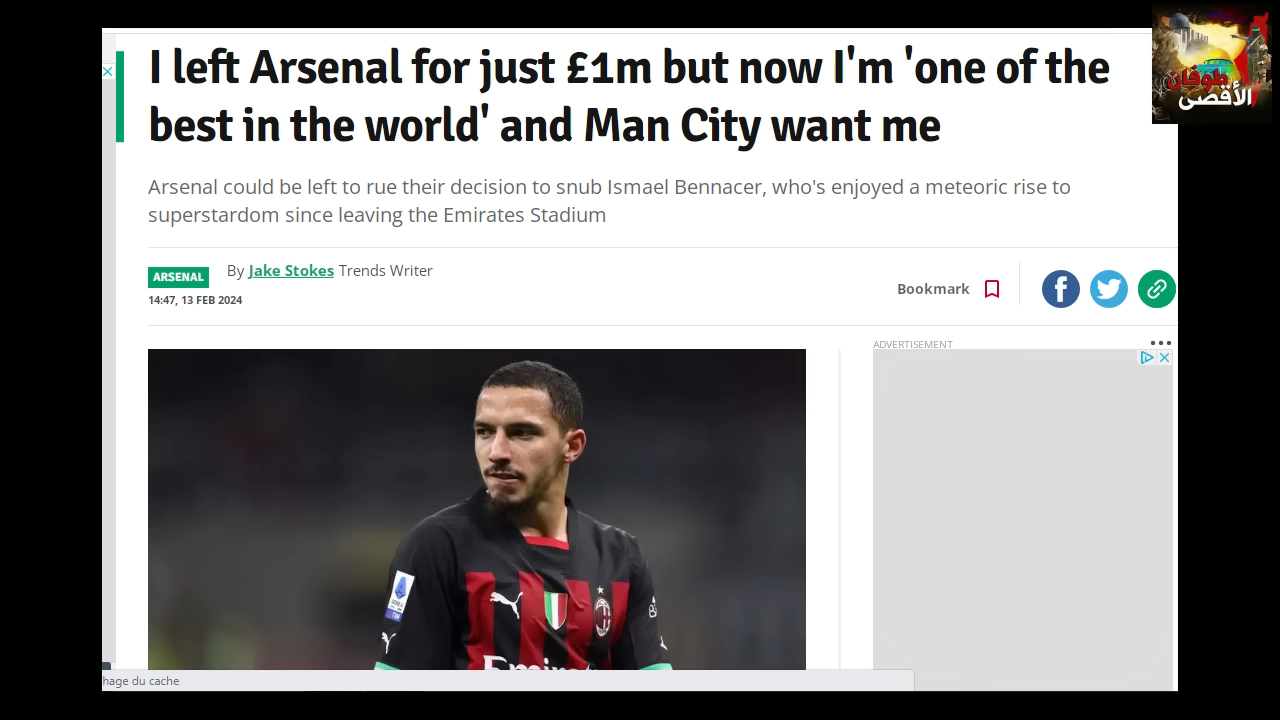 I left Arsenal for just £1m but now I'm 'one of the
best in the world' and Man City want me
طوفان
الأقصى
Arsenal could be left to rue their decision to snub Ismael Bennacer, who's enjoyed a meteoric rise to
superstardom since leaving the Emirates Stadium
ARSENAL
By Jake Stokes Trends Writer
14:47, 13 FEB 2024
Bookmark
ADVERTISEMENT
hage du cache